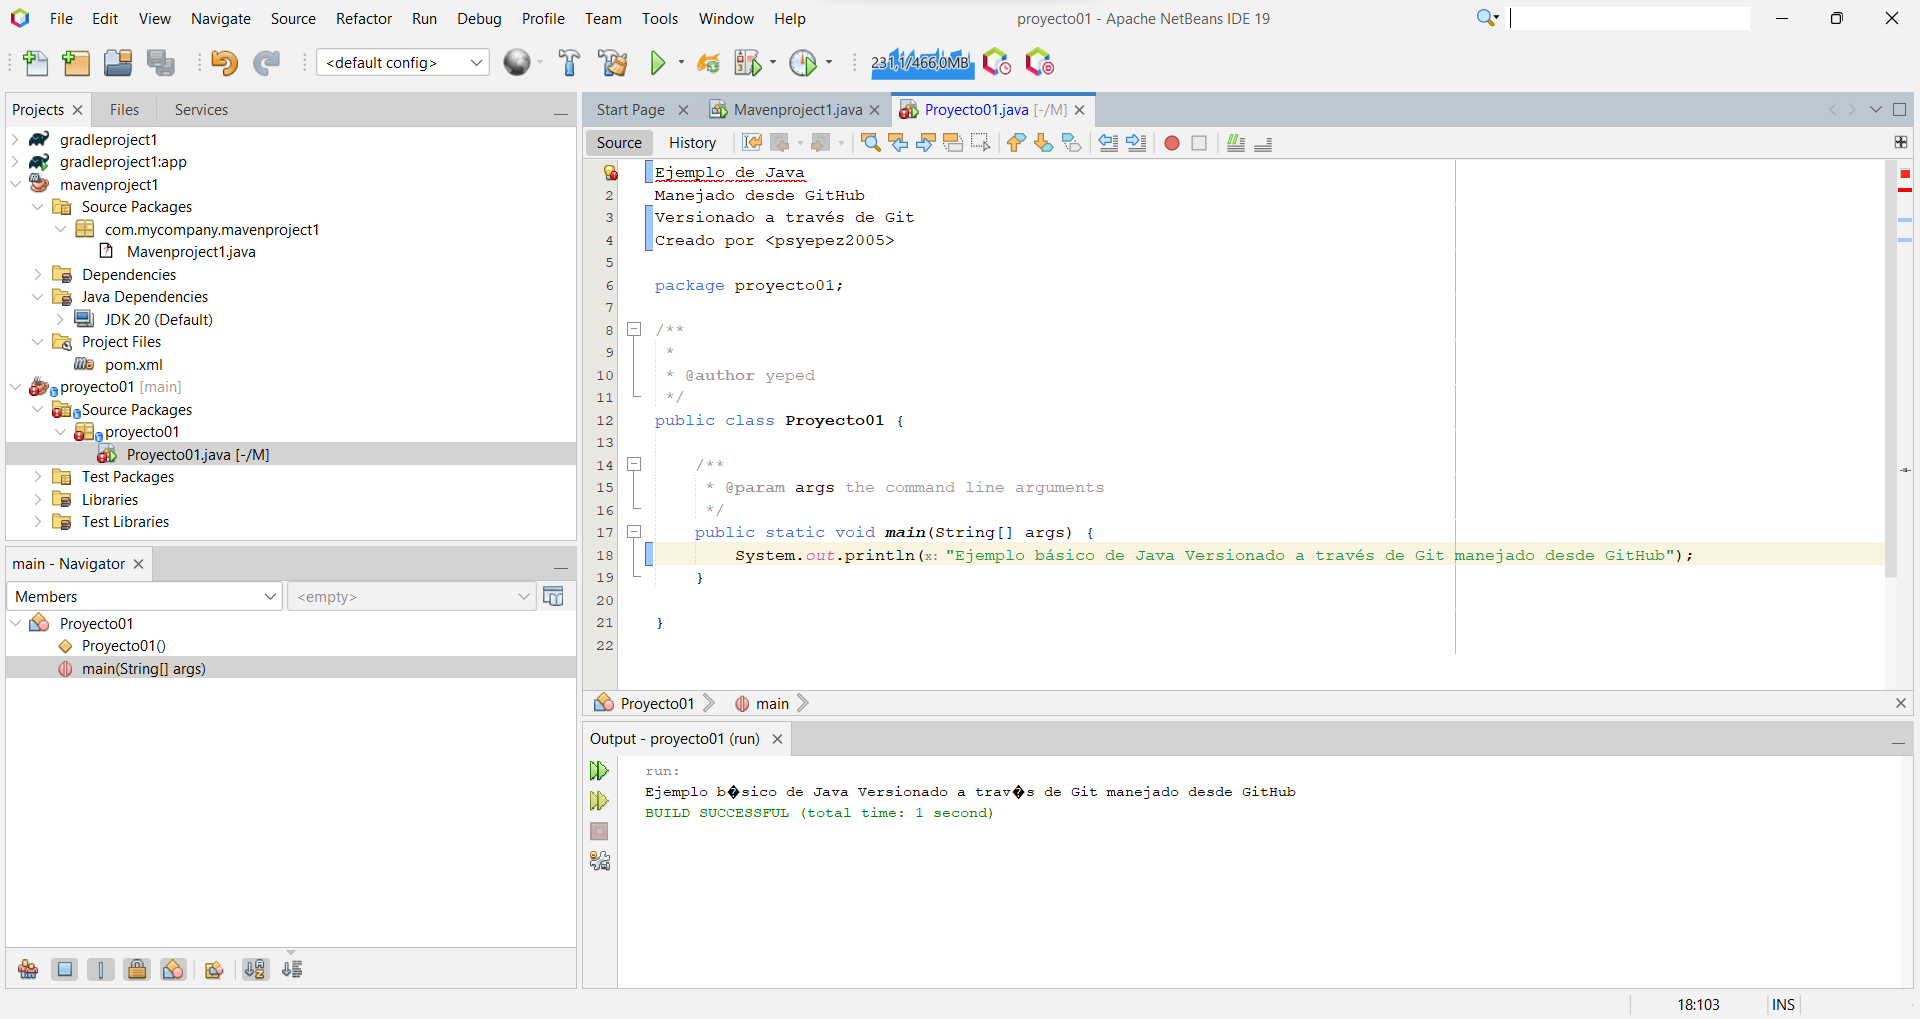 File Edit View Navigate Source Refactor Run Debug Profile Team Tools Window Help
proyecto01 - Apache NetBeans IDE 19
<default config>
231,1/466,0MB
Projects Files Services
gradleproject1
gradleproject1:app
mavenproject1
Source Packages
com.mycompany.mavenproject1
Mavenproject1.java
Dependencies
Java Dependencies
JDK 20 (Default)
Project Files
pom.xml
proyecto01 [main]
Source Packages
proyecto01
Proyecto01.java [-/M]
Test Packages
Libraries
Test Libraries
main - Navigator
Members
<empty>
Proyecto01
Proyecto01()
main(String[] args)
Start Page Mavenproject1.java Proyecto01.java [-/M]
Source History
Ejemplo de Java
2 Manejado desde GitHub
3 Versionado a través de Git
4 Creado por <psyepez2005>
5
6 package proyecto01;
7
8 /**
9 *
10 * @author yeped
11 */
12 public class Proyecto01 {
13
14 /**
15 * @param args the command line arguments
16 */
17 public static void main(String[] args) {
18 System.out.println(x: "Ejemplo básico de Java Versionado a través de Git manejado desde GitHub");
19 }
20
21 }
22
Proyecto01 main
Output - proyecto01 (run)
run:
Ejemplo b�sico de Java Versionado a trav�s de Git manejado desde GitHub
BUILD SUCCESSFUL (total time: 1 second)
18:103 INS